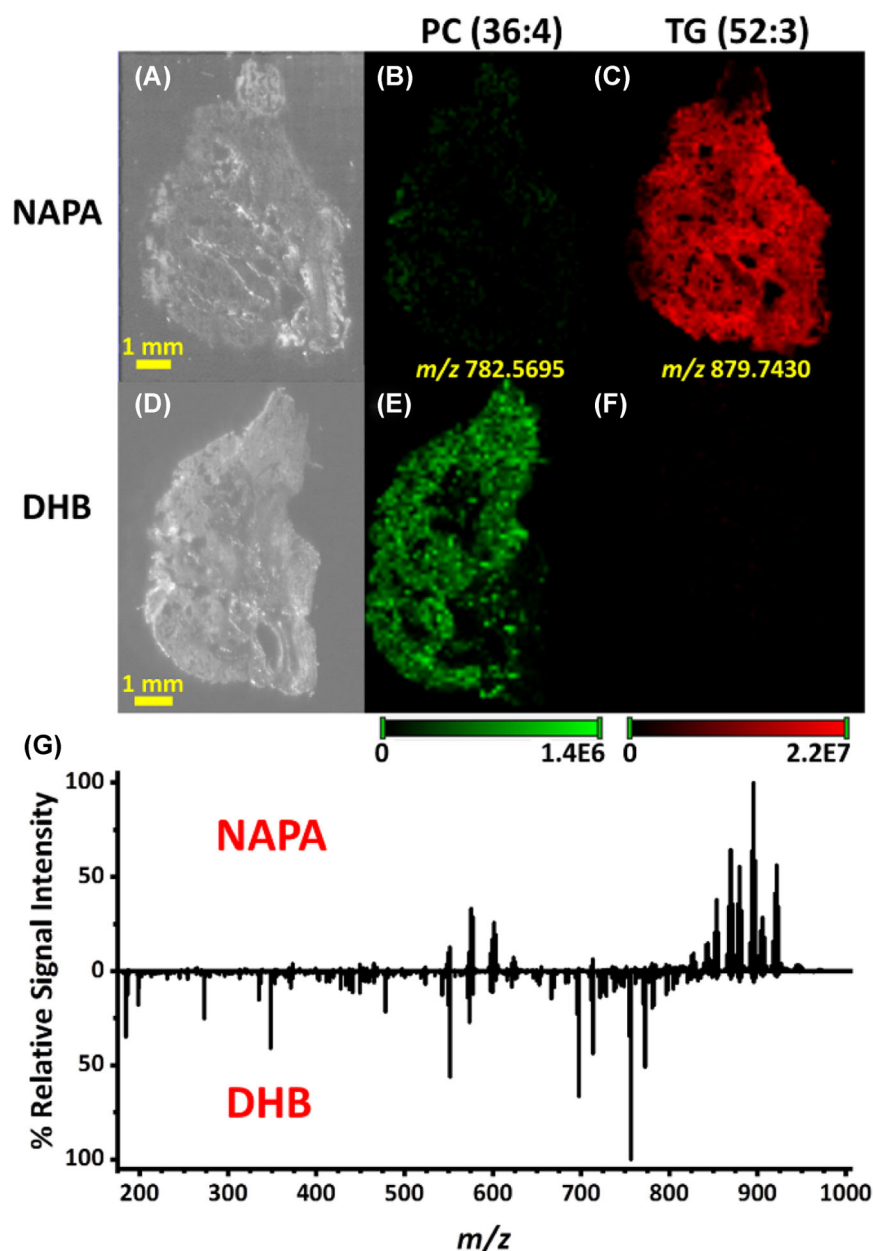 PC (36:4) TG (52:3)
(A) (B) (C)
NAPA
1 mm
m/z 782.5695 m/z 879.7430
(D) (E) (F)
DHB
1 mm
0 1.4E6 0 2.2E7
(G)
% Relative Signal Intensity
100
50
0
50
100
NAPA
DHB
200 300 400 500 600 700 800 900 1000
m/z